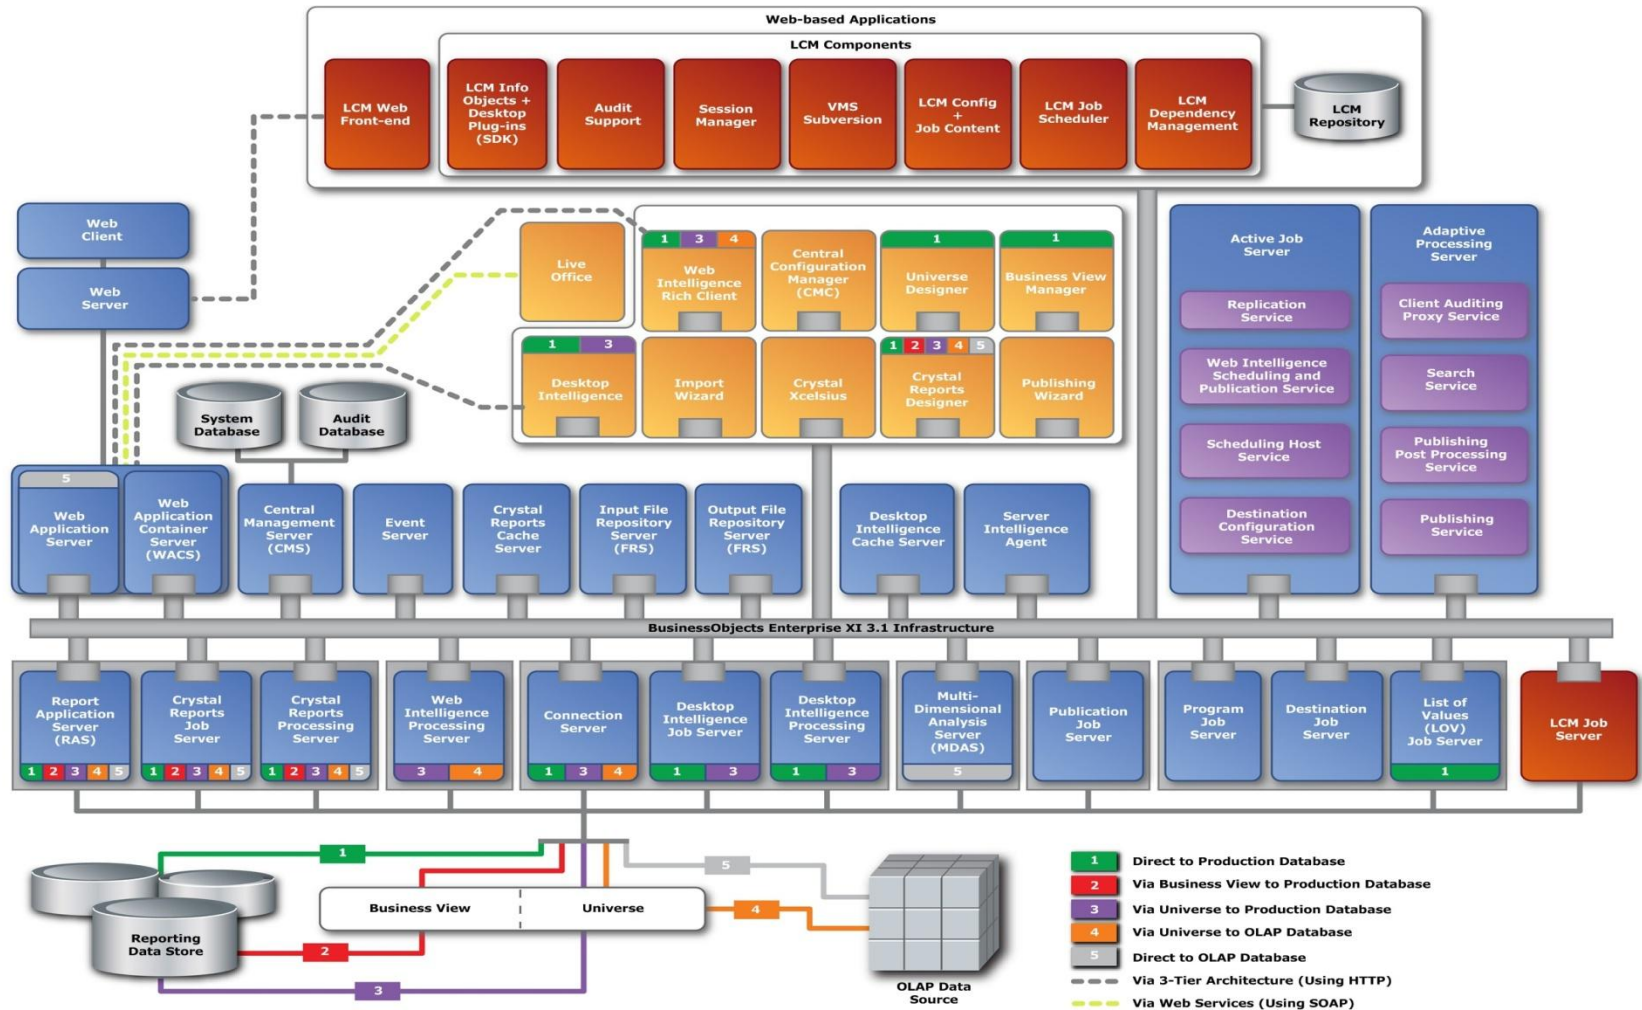 Web-based Applications
LCM Components
LCM Web
Front-end
LCM Info
Objects +
Desktop
Plug-ins
(SDK)
Audit
Support
Session
Manager
VMS
Subversion
LCM Config
+
Job Content
LCM Job
Scheduler
LCM
Dependency
Management
LCM
Repository
Web
Client
Web
Server
Live
Office
1 3 4
Web
Intelligence
Rich Client
Central
Configuration
Manager
(CMC)
1
Universe
Designer
1
Business View
Manager
1 3
Desktop
Intelligence
Import
Wizard
Crystal
Xcelsius
1 2 3 4 5
Crystal
Reports
Designer
Publishing
Wizard
Active Job
Server
Replication
Service
Web Intelligence
Scheduling and
Publication Service
Scheduling Host
Service
Destination
Configuration
Service
Adaptive
Processing
Server
Client Auditing
Proxy Service
Search
Service
Publishing
Post Processing
Service
Publishing
Service
System
Database
Audit
Database
5
Web
Application
Server
Web
Application
Container
Server
(WACS)
Central
Management
Server
(CMS)
Event
Server
Crystal
Reports
Cache
Server
Input File
Repository
Server
(FRS)
Output File
Repository
Server
(FRS)
Desktop
Intelligence
Cache Server
Server
Intelligence
Agent
BusinessObjects Enterprise XI 3.1 Infrastructure
Report
Application
Server
(RAS)
1 2 3 4 5
Crystal
Reports
Job
Server
1 2 3 4 5
Crystal
Reports
Processing
Server
1 2 3 4 5
Web
Intelligence
Processing
Server
3 4
Connection
Server
1 3 4
Desktop
Intelligence
Job Server
1 3
Desktop
Intelligence
Processing
Server
1 3
Multi-
Dimensional
Analysis
Server
(MDAS)
5
Publication
Job
Server
Program
Job
Server
Destination
Job
Server
List of
Values
(LOV)
Job Server
1
LCM Job
Server
1
2
3
4
5
Reporting
Data Store
Business View
Universe
OLAP Data
Source
1 Direct to Production Database
2 Via Business View to Production Database
3 Via Universe to Production Database
4 Via Universe to OLAP Database
5 Direct to OLAP Database
Via 3-Tier Architecture (Using HTTP)
Via Web Services (Using SOAP)